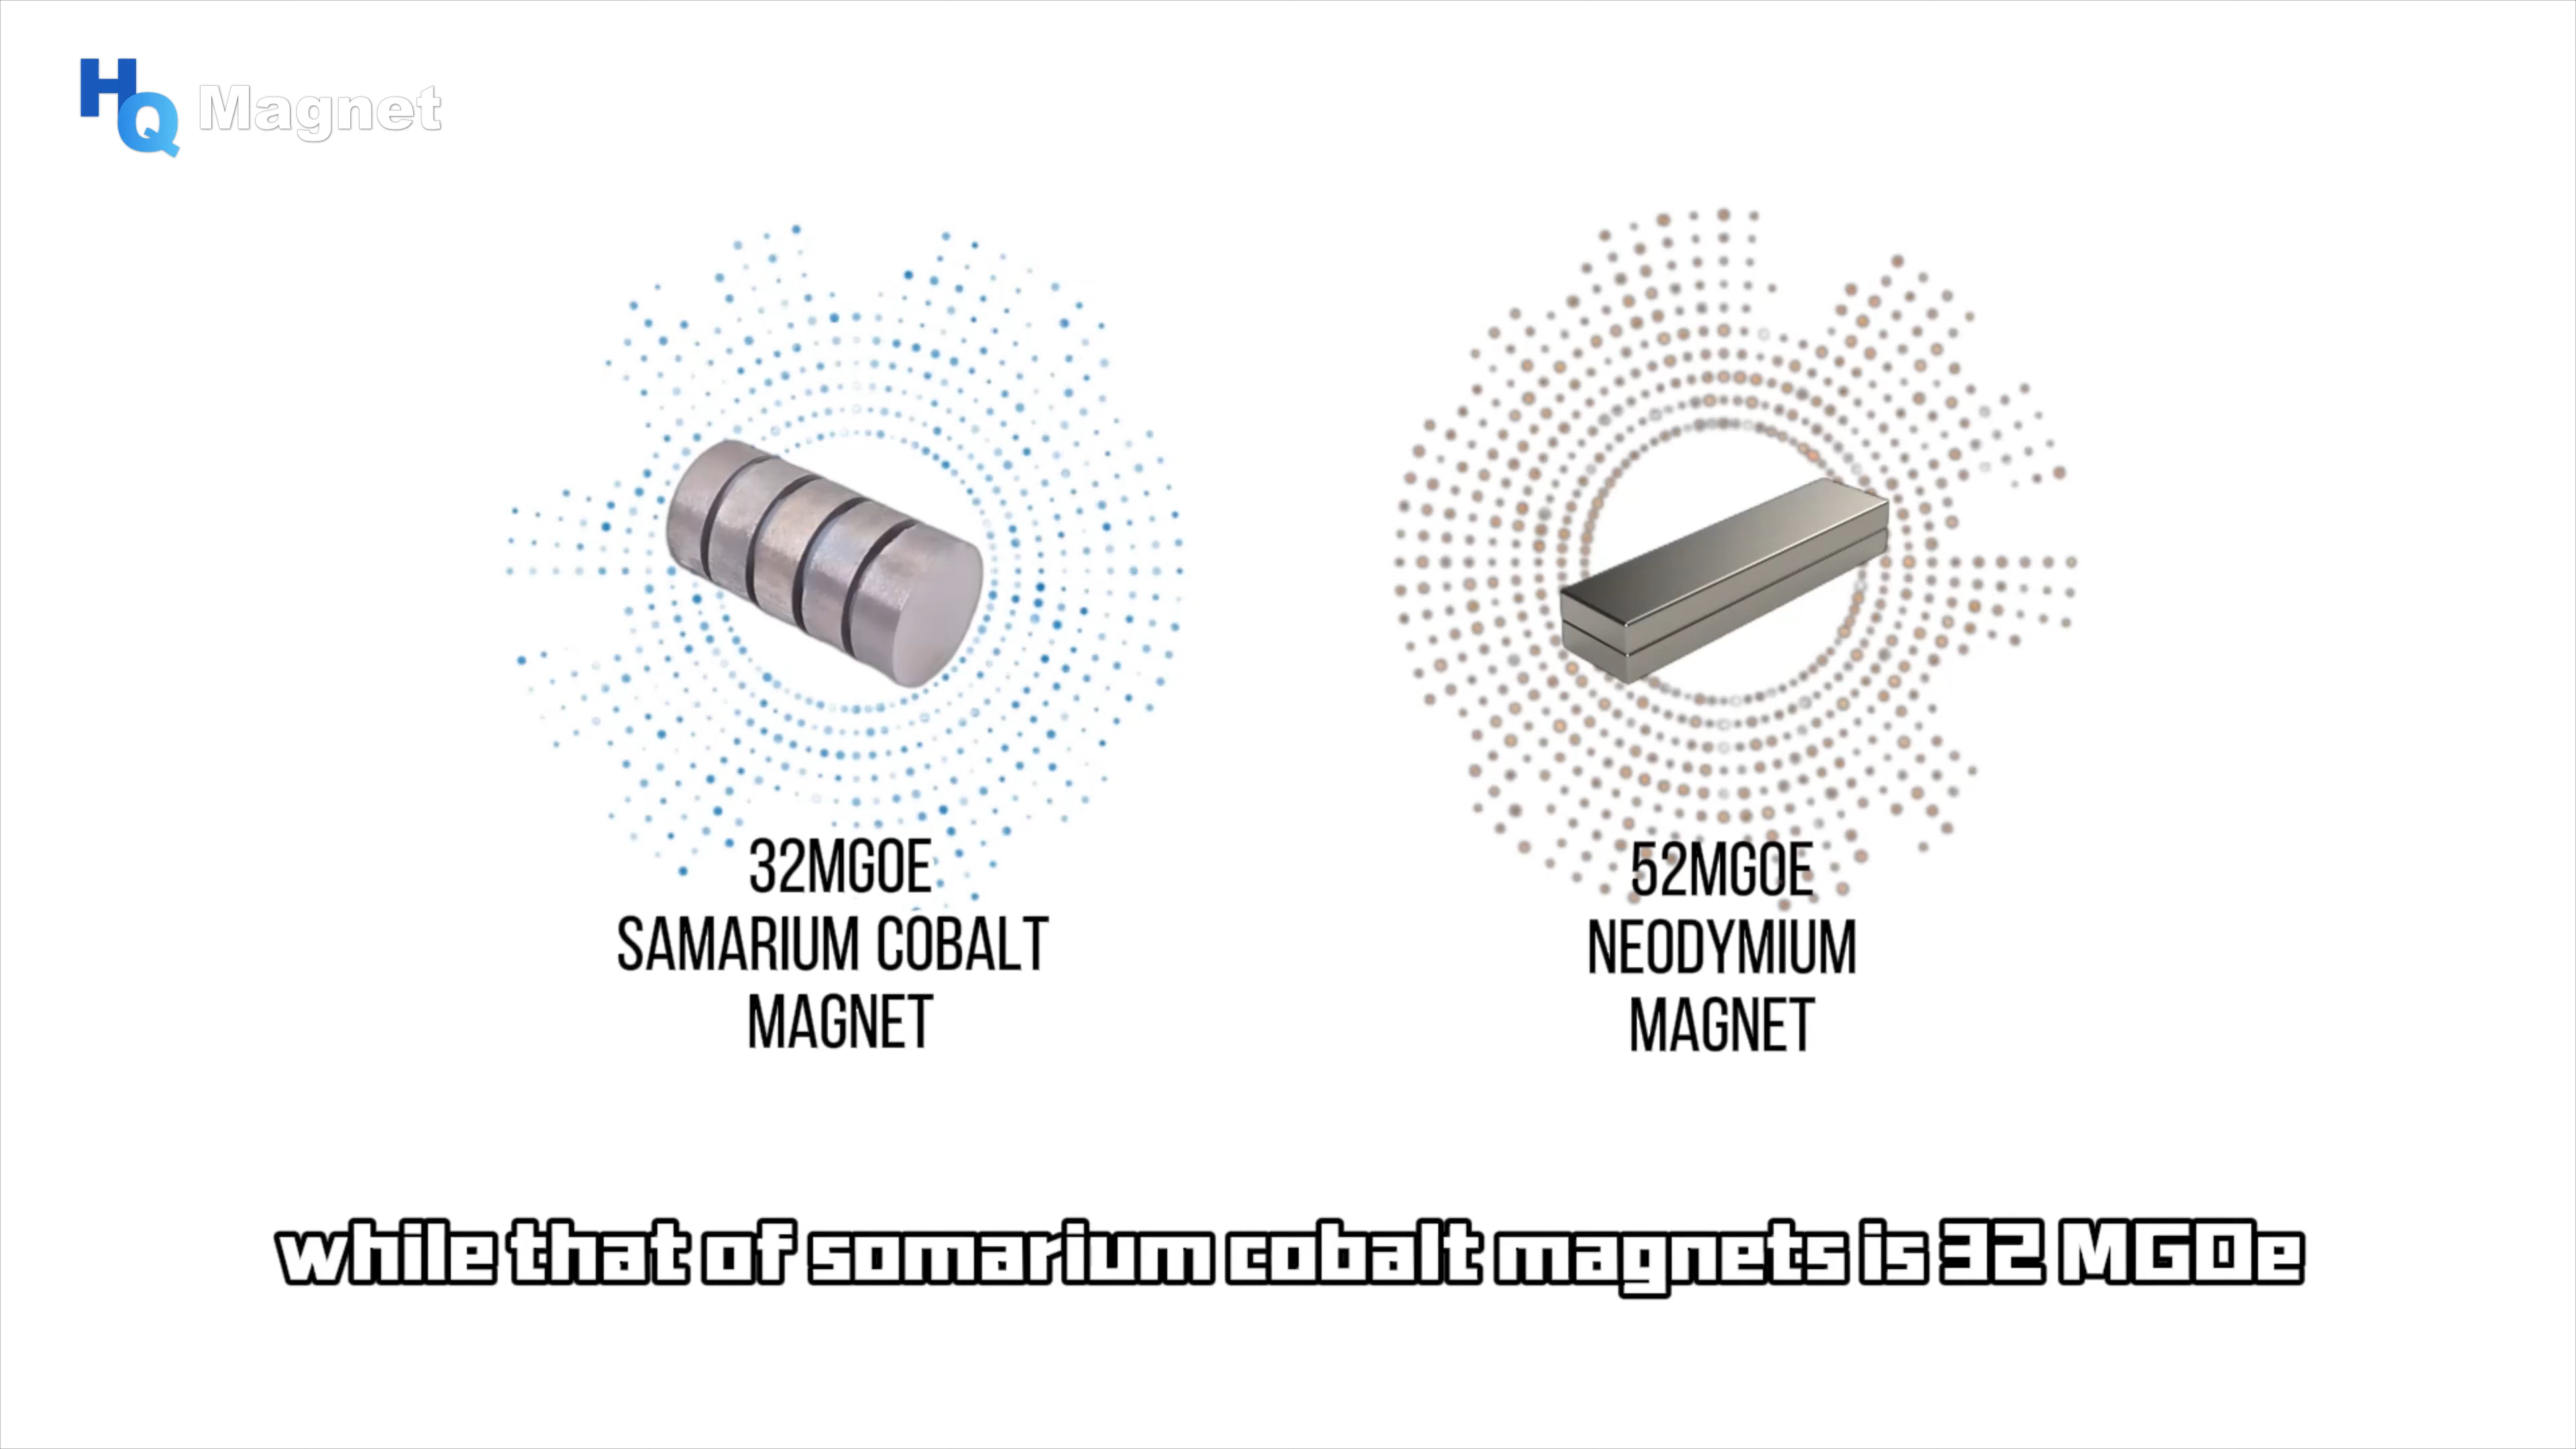 HQ Magnet
32MGOE
SAMARIUM COBALT
MAGNET
52MGOE
NEODYMIUM
MAGNET
while that of somarium cobalt magnets is 32 MGOe